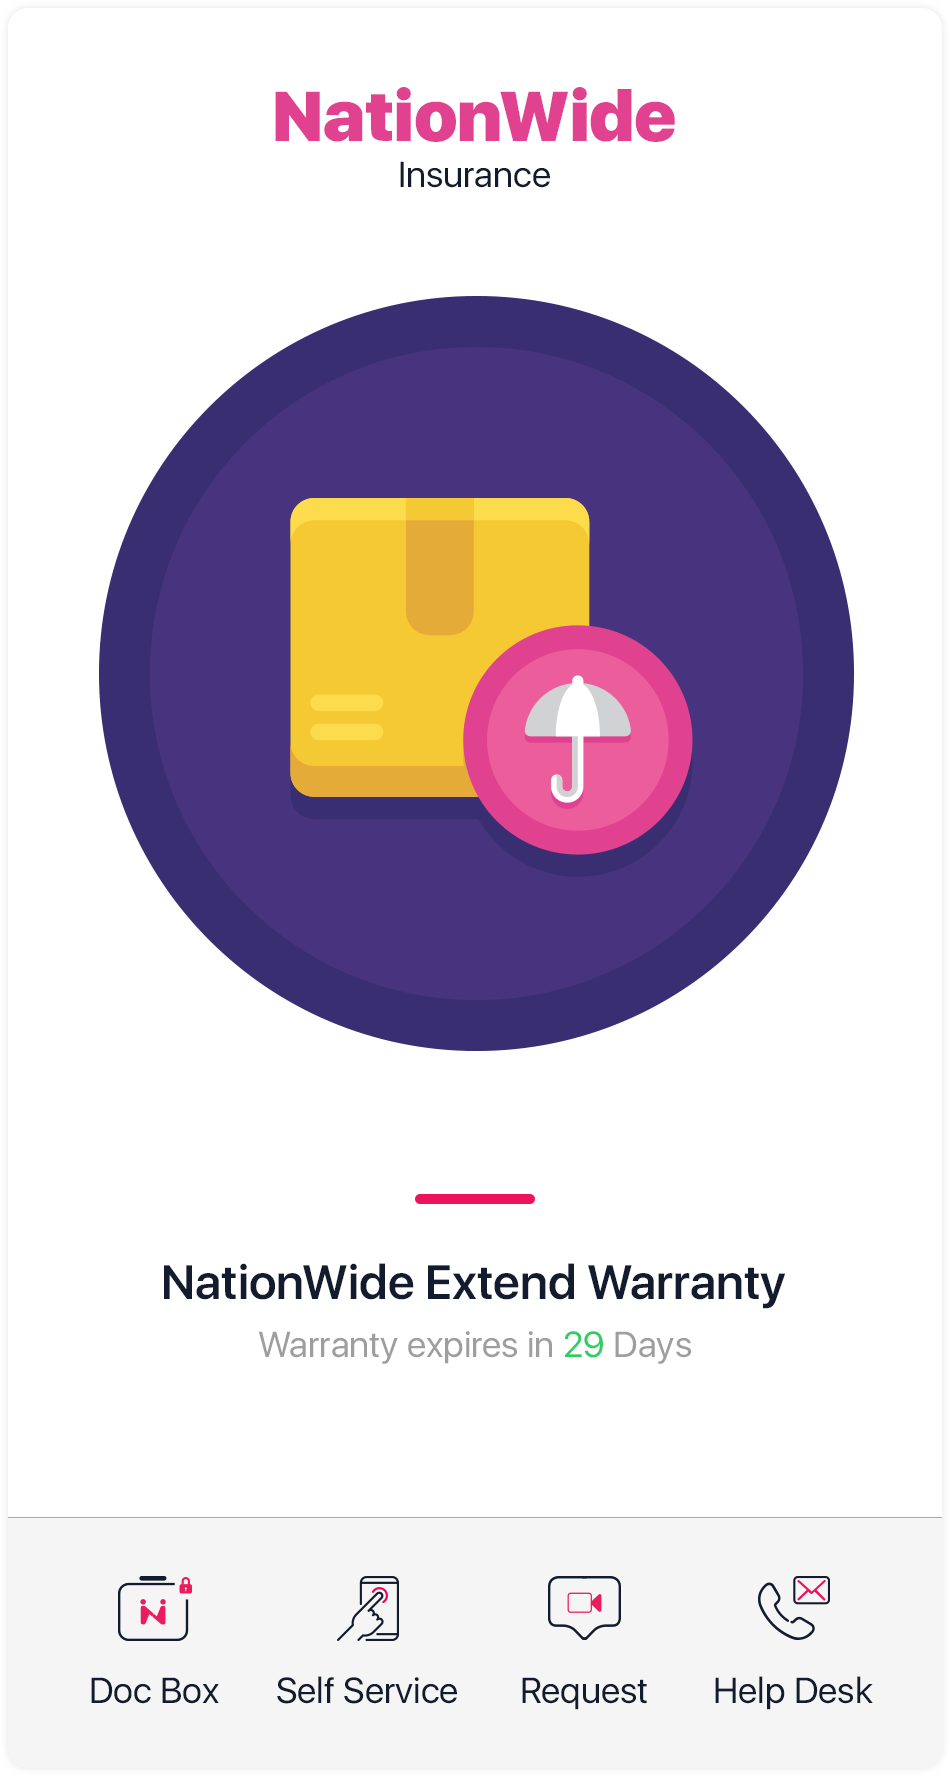 NationWide
Insurance
NationWide Extend Warranty
Warranty expires in 29 Days
Doc Box
Self Service
Request
Help Desk